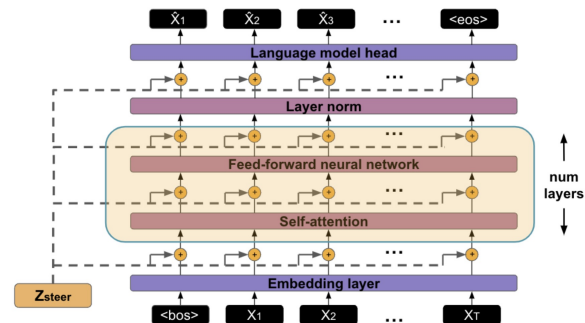 X̂₁ X̂₂ X̂₃ ... <eos>
Language model head
...
Layer norm
...
Feed-forward neural network
num
layers
...
Self-attention
...
Embedding layer
Zsteer
<bos> X₁ X₂ ... X_T